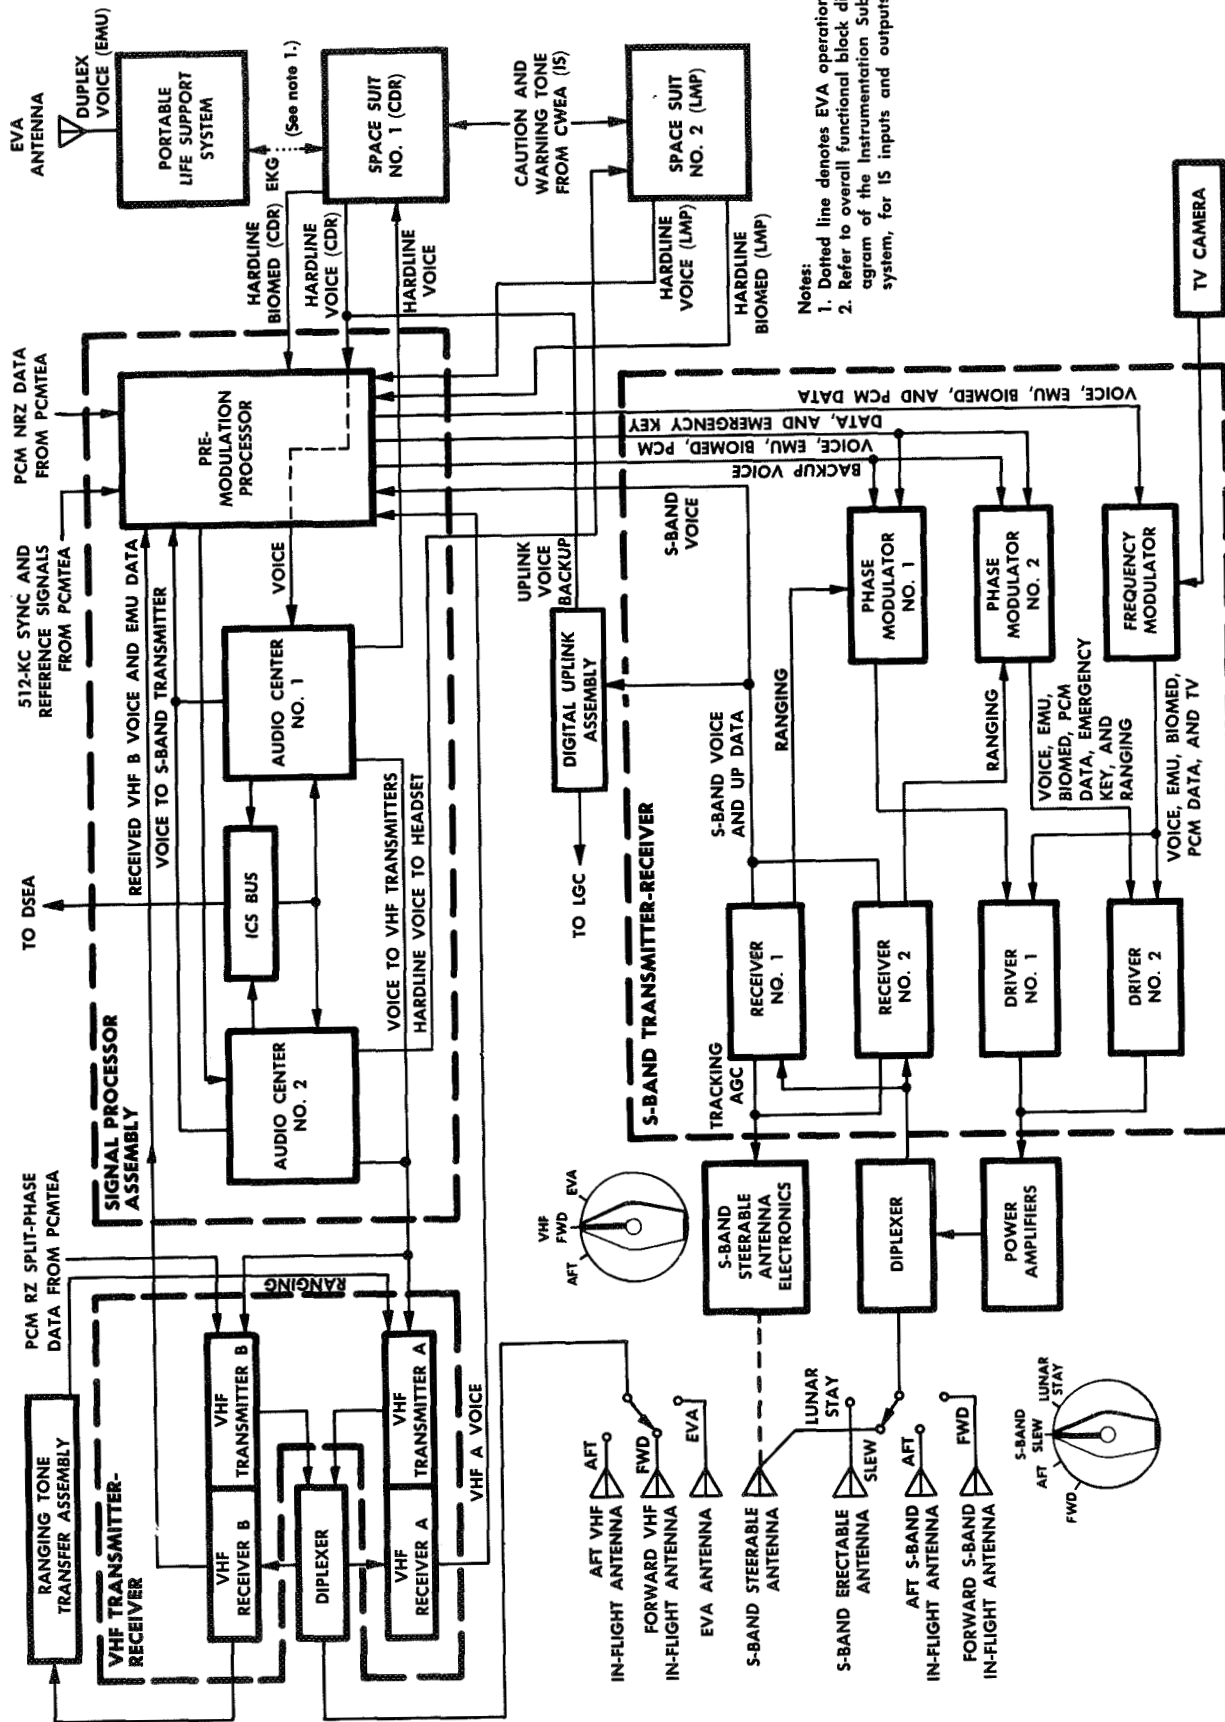 RANGING TONE
TRANSFER ASSEMBLY
VHF TRANSMITTER-
RECEIVER
VHF
RECEIVER B
VHF
TRANSMITTER B
DIPLEXER
VHF
RECEIVER A
VHF
TRANSMITTER A
RANGING
PCM RZ SPLIT-PHASE
DATA FROM PCMTEA
VHF A VOICE
SIGNAL PROCESSOR
ASSEMBLY
AUDIO CENTER
NO. 2
ICS BUS
AUDIO CENTER
NO. 1
TO DSEA
RECEIVED VHF B VOICE AND EMU DATA
VOICE TO S-BAND TRANSMITTER
VOICE TO VHF TRANSMITTERS
HARDLINE VOICE TO HEADSET
VOICE
PRE-
MODULATION
PROCESSOR
512-KC SYNC AND
REFERENCE SIGNALS
FROM PCMTEA
PCM NRZ DATA
FROM PCMTEA
EVA
ANTENNA
DUPLEX
VOICE (EMU)
PORTABLE
LIFE SUPPORT
SYSTEM
EKG
(See note 1.)
HARDLINE
BIOMED (CDR)
HARDLINE
VOICE (CDR)
HARDLINE
VOICE
SPACE SUIT
NO. 1 (CDR)
CAUTION AND
WARNING TONE
FROM CWEA (IS)
SPACE SUIT
NO. 2 (LMP)
HARDLINE
VOICE (LMP)
HARDLINE
BIOMED (LMP)
UPLINK
VOICE
BACKUP
DIGITAL UPLINK
ASSEMBLY
TO LGC
Notes:
1. Dotted line denotes EVA operation
2. Refer to overall functional block di
agram of the Instrumentation Sub
system, for IS inputs and outputs
AFT VHF
IN-FLIGHT ANTENNA
AFT
FORWARD VHF
IN-FLIGHT ANTENNA
FWD
EVA ANTENNA
EVA
S-BAND STEERABLE
ANTENNA
LUNAR
STAY
S-BAND ERECTABLE
ANTENNA
SLEW
AFT S-BAND
IN-FLIGHT ANTENNA
AFT
FORWARD S-BAND
IN-FLIGHT ANTENNA
FWD
VHF
AFT
FWD
EVA
S-BAND
FWD
AFT
SLEW
LUNAR
STAY
S-BAND
STEERABLE
ANTENNA
ELECTRONICS
DIPLEXER
POWER
AMPLIFIERS
S-BAND TRANSMITTER-RECEIVER
TRACKING
AGC
RECEIVER
NO. 1
RECEIVER
NO. 2
DRIVER
NO. 1
DRIVER
NO. 2
S-BAND VOICE
AND UP DATA
S-BAND
VOICE
RANGING
RANGING
PHASE
MODULATOR
NO. 1
PHASE
MODULATOR
NO. 2
FREQUENCY
MODULATOR
VOICE, EMU,
BIOMED, PCM
DATA, EMERGENCY
KEY, AND
RANGING
VOICE, EMU, BIOMED,
PCM DATA, AND TV
BACKUP VOICE
VOICE, EMU, BIOMED, PCM
DATA, AND EMERGENCY KEY
VOICE, EMU, BIOMED, AND PCM DATA
TV CAMERA